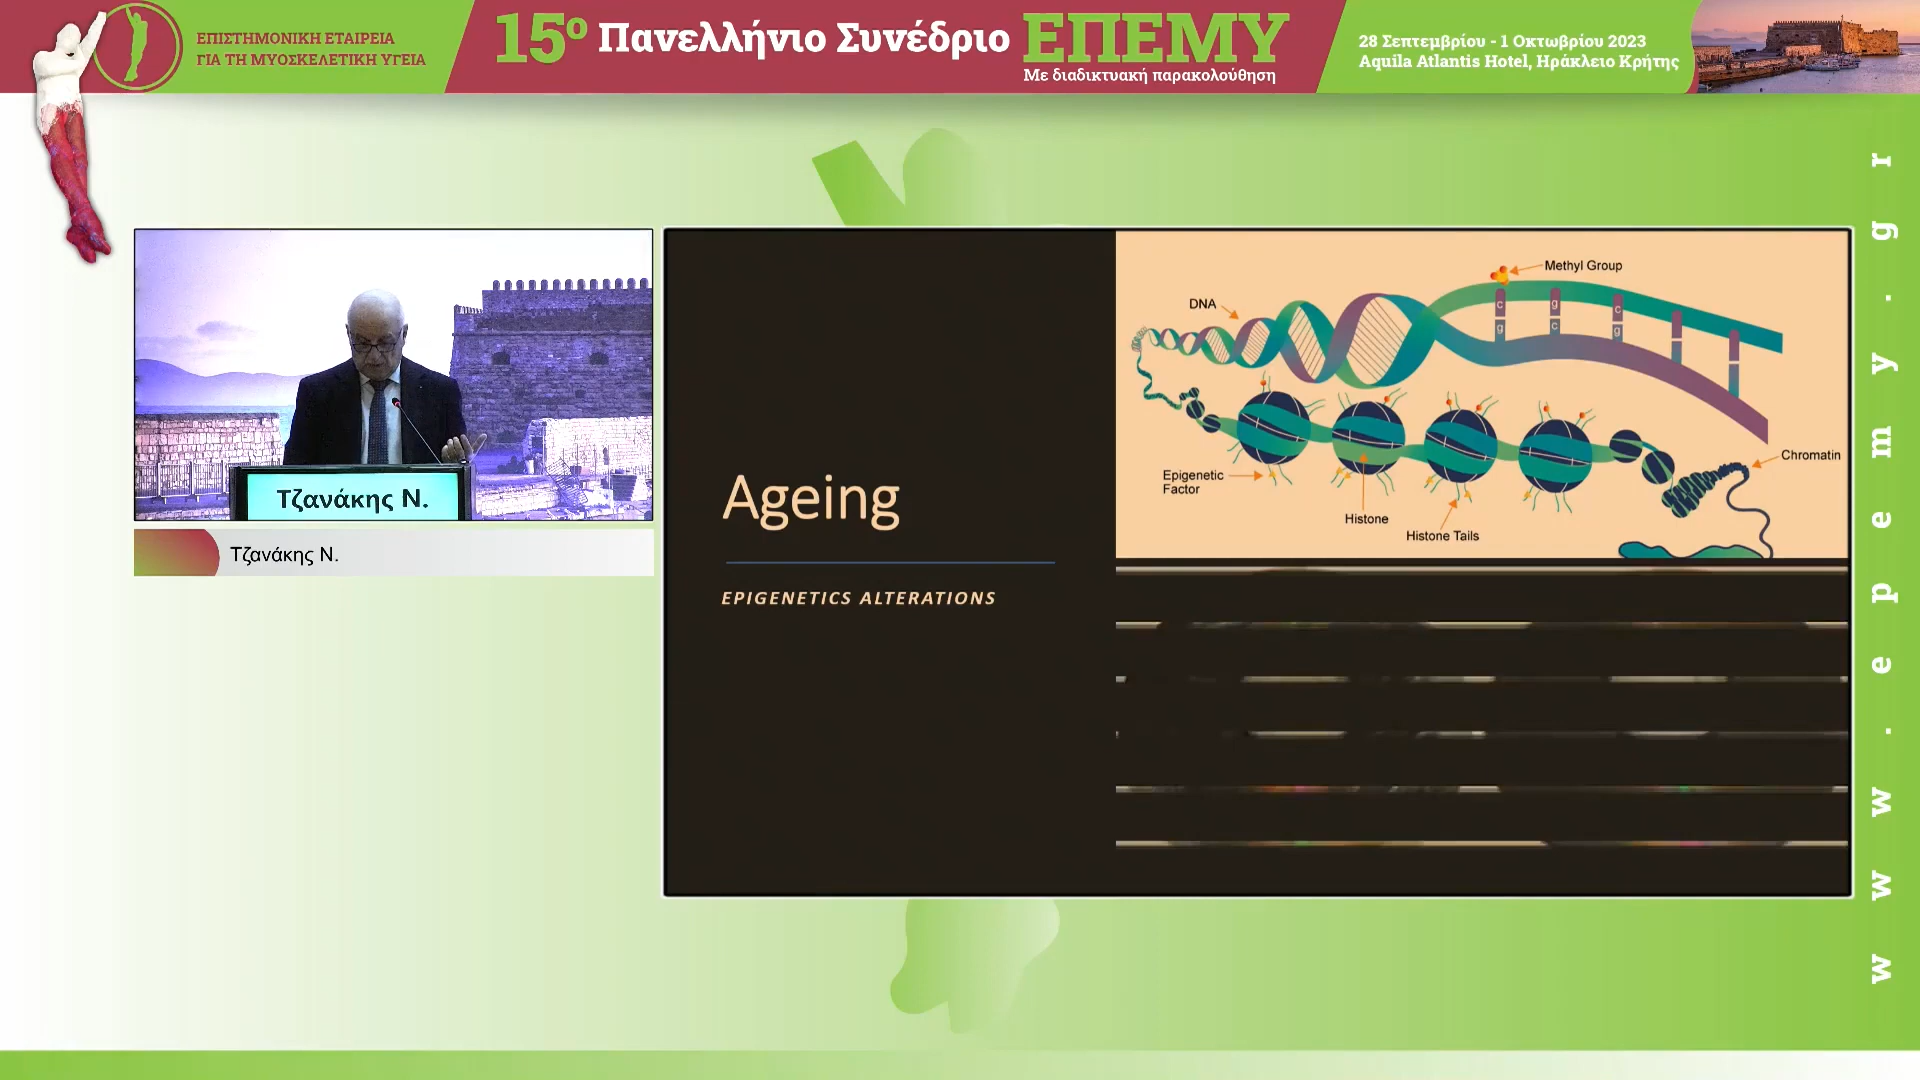 ΕΠΙΣΤΗΜΟΝΙΚΗ ΕΤΑΙΡΕΙΑ
ΓΙΑ ΤΗ ΜΥΟΣΚΕΛΕΤΙΚΗ ΥΓΕΙΑ
15ο Πανελλήνιο Συνέδριο ΕΠΕΜΥ
Με διαδικτυακή παρακολούθηση
28 Σεπτεμβρίου - 1 Οκτωβρίου 2023
Aquila Atlantis Hotel, Ηράκλειο Κρήτης
www.epemy.gr
Τζανάκης Ν.
Τζανάκης Ν.
Ageing
EPIGENETICS ALTERATIONS
Methyl Group
DNA
c g c
g c g
Chromatin
Epigenetic
Factor
Histone
Histone Tails